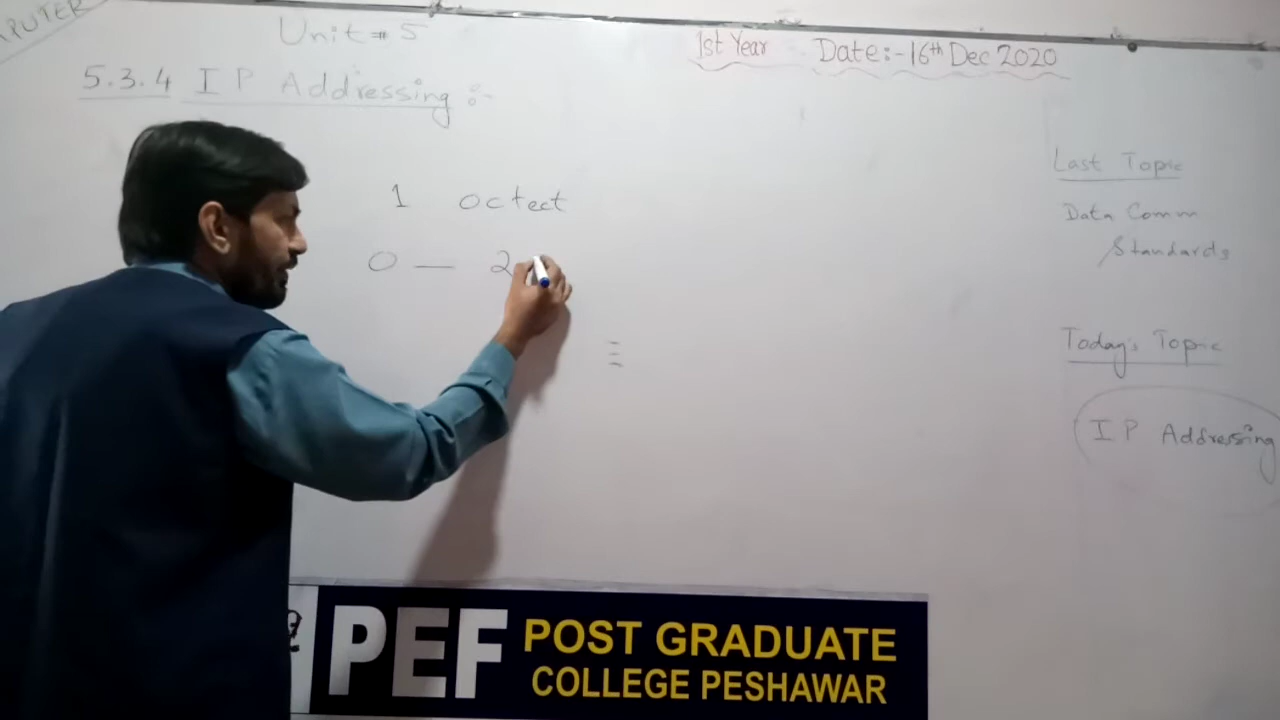 Unit # 5
1st Year Date:-16th Dec 2020
5.3.4 IP Addressing :-
1 octect
0 — 2
Last Topic
Data Comm
Standards
Today's Topic
IP Addressing
PEF POST GRADUATE
COLLEGE PESHAWAR